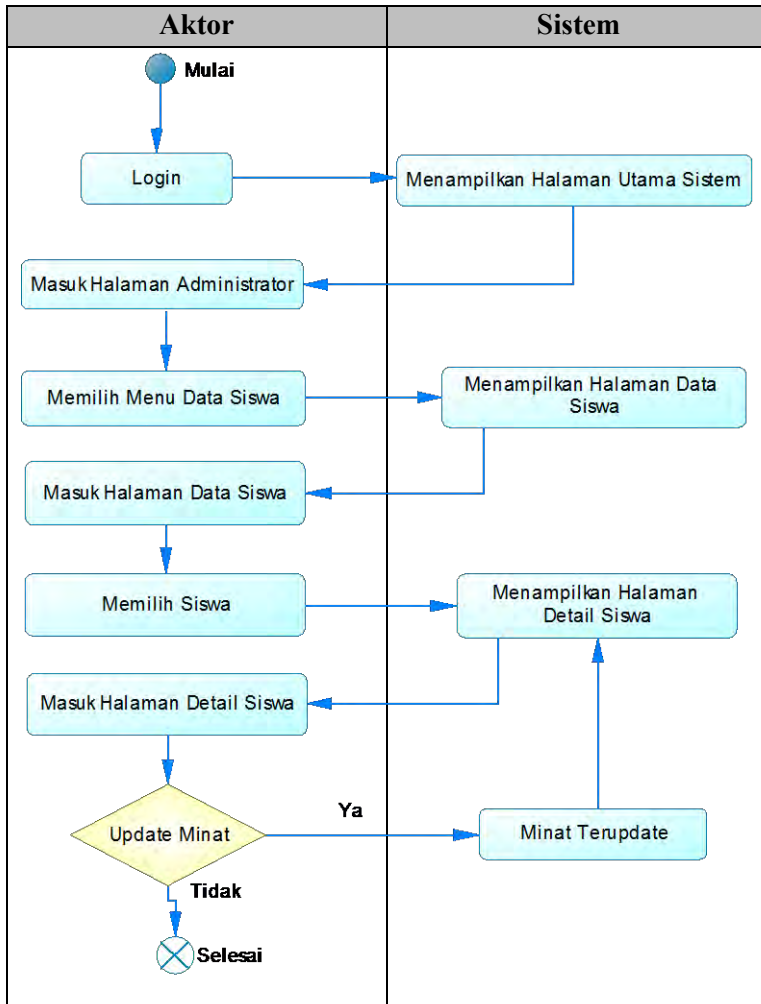 Aktor
Sistem
Mulai
Login
Menampilkan Halaman Utama Sistem
Masuk Halaman Administrator
Memilih Menu Data Siswa
Menampilkan Halaman Data
Siswa
Masuk Halaman Data Siswa
Memilih Siswa
Menampilkan Halaman
Detail Siswa
Masuk Halaman Detail Siswa
Update Minat
Ya
Minat Terupdate
Tidak
Selesai